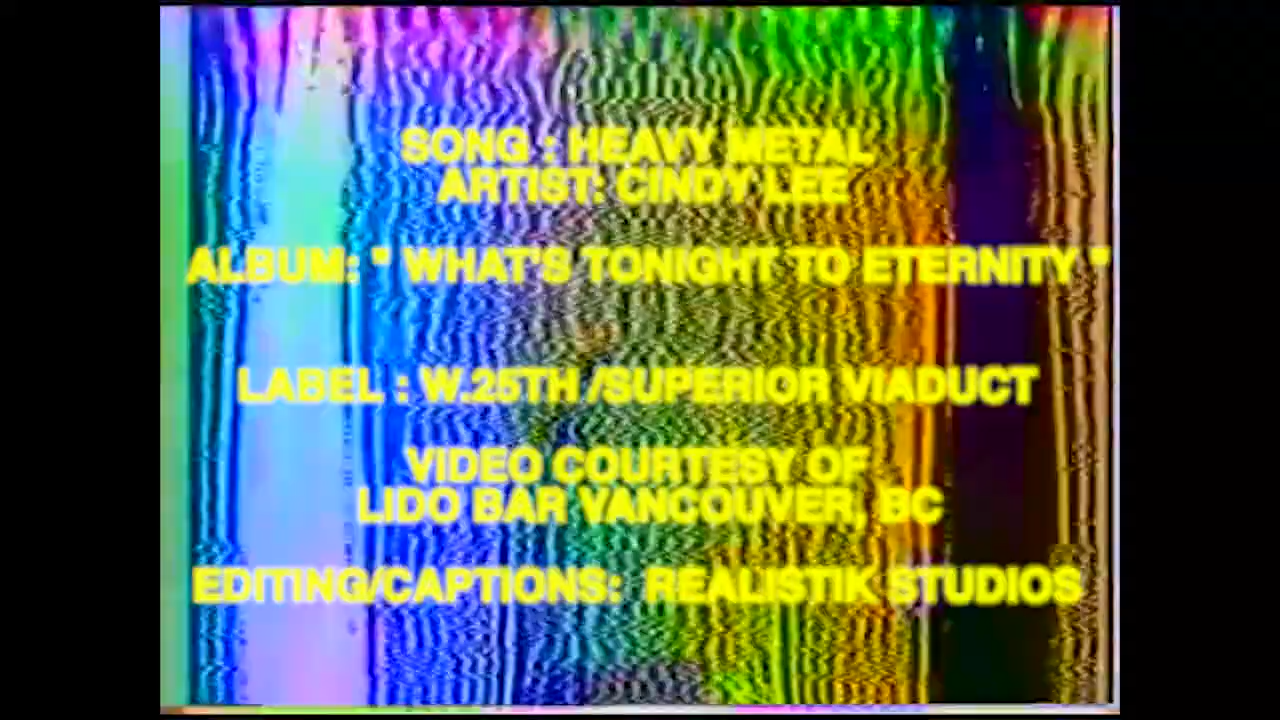 SONG : HEAVY METAL
ARTIST: CINDY LEE
ALBUM: " WHAT'S TONIGHT TO ETERNITY "
LABEL : W.25TH /SUPERIOR VIADUCT
VIDEO COURTESY OF
LIDO BAR VANCOUVER, BC
EDITING/CAPTIONS: REALISTIK STUDIOS